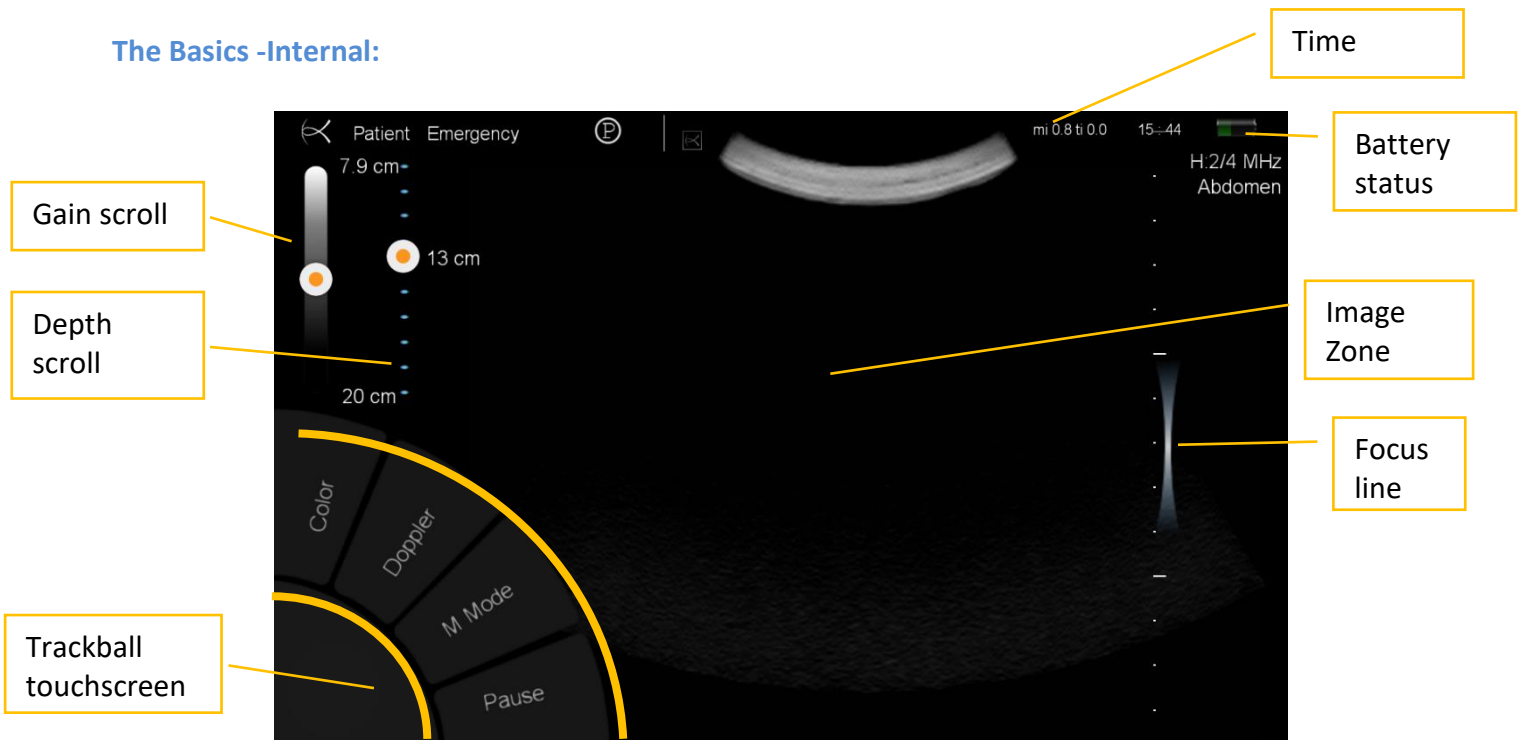 The Basics -Internal:
Time
Patient Emergency
P
mi 0.8 ti 0.0 15:44
7.9 cm
H:2/4 MHz
Abdomen
Battery
status
Gain scroll
13 cm
Depth
scroll
Image
Zone
20 cm
Focus
line
Color
Doppler
M Mode
Pause
Trackball
touchscreen